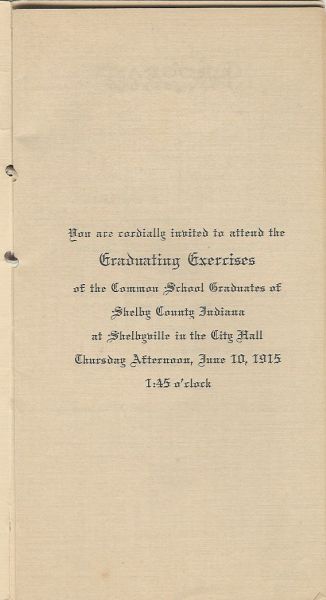 You are cordially invited to attend the
Graduating Exercises
of the Common School Graduates of
Shelby County Indiana
at Shelbyville in the City Hall
Thursday Afternoon, June 10, 1915
1:45 o'clock